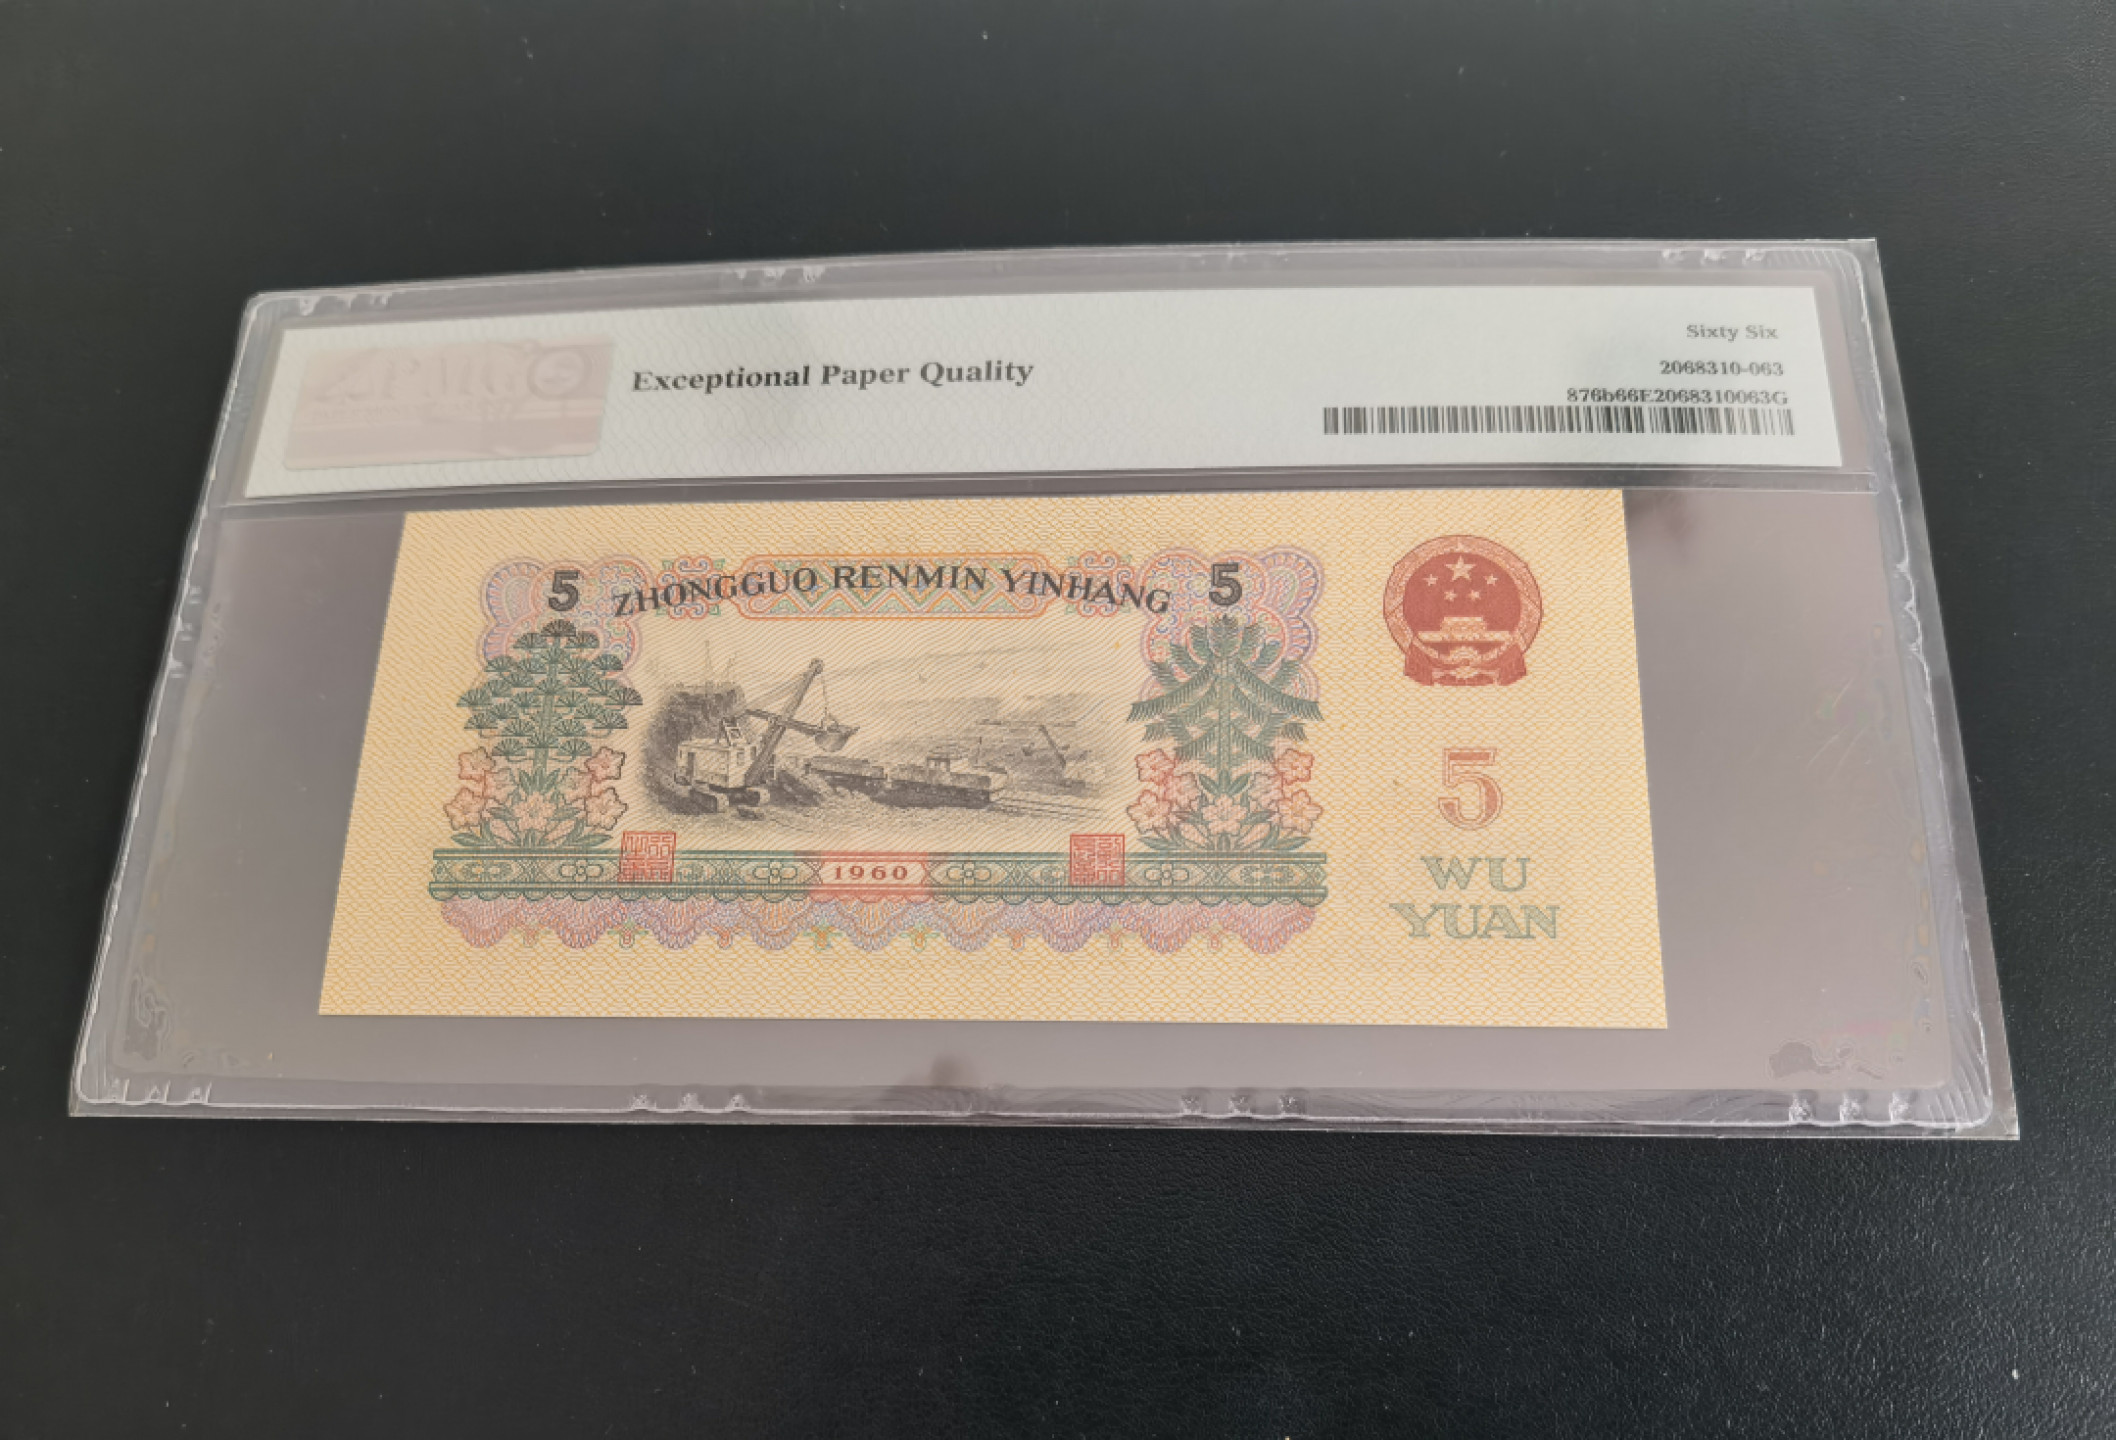 Sixty Six
Exceptional Paper Quality
2068310-063
876b66E2068310063G
5 ZHONGGUO RENMIN YINHANG 5
5
1960
WU
YUAN